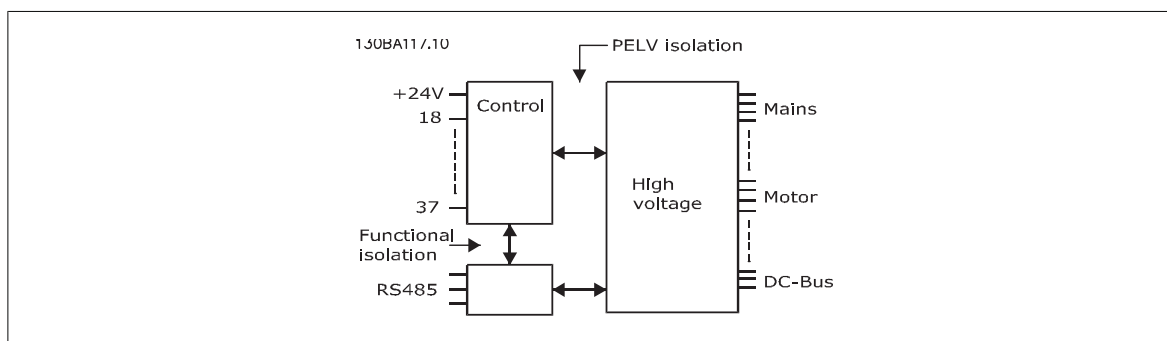 130BA117.10
PELV isolation
+24V
Control
18
Mains
High
voltage
Motor
37
Functional
isolation
RS485
DC-Bus